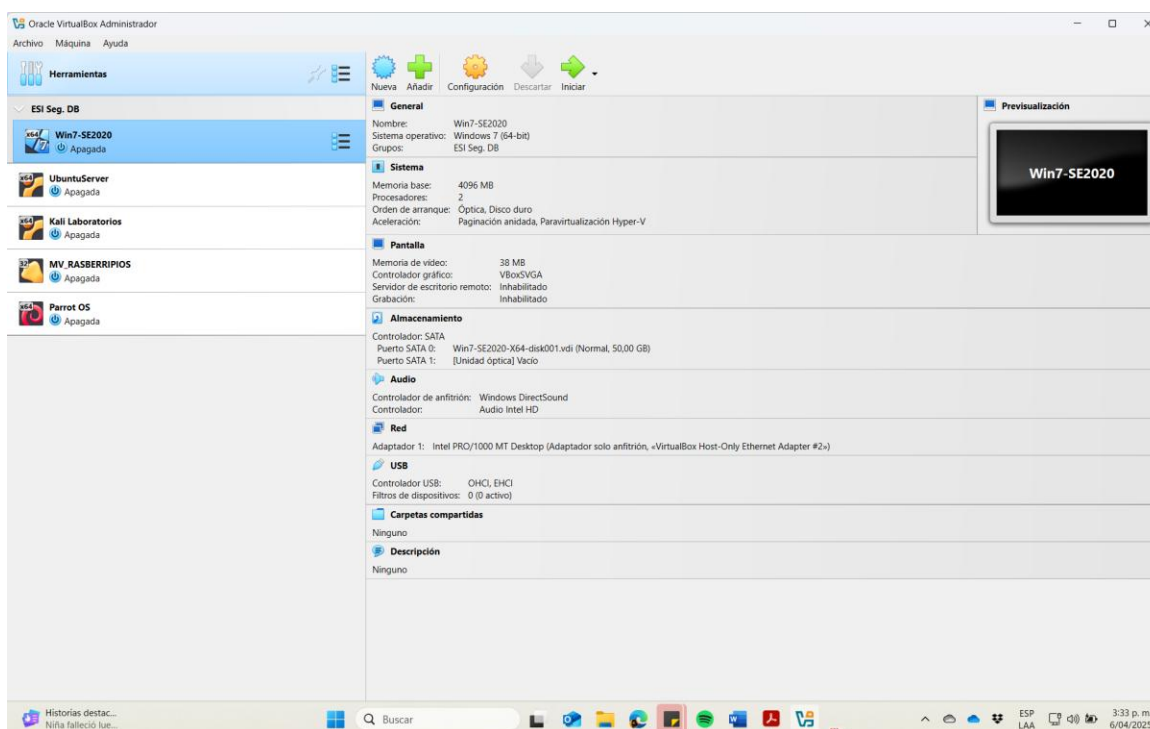 Oracle VirtualBox Administrador
Archivo Máquina Ayuda
Herramientas
Nueva Añadir Configuración Descartar Iniciar
ESI Seg. DB
x64 7
Win7-SE2020
Apagada
x64
UbuntuServer
Apagada
x64
Kali Laboratorios
Apagada
32
MV_RASBERRIPIOS
Apagada
x64
Parrot OS
Apagada
General
Nombre: Win7-SE2020
Sistema operativo: Windows 7 (64-bit)
Grupos: ESI Seg. DB
Previsualización
Win7-SE2020
Sistema
Memoria base: 4096 MB
Procesadores: 2
Orden de arranque: Óptica, Disco duro
Aceleración: Paginación anidada, Paravirtualización Hyper-V
Pantalla
Memoria de vídeo: 38 MB
Controlador gráfico: VBoxSVGA
Servidor de escritorio remoto: Inhabilitado
Grabación: Inhabilitado
Almacenamiento
Controlador: SATA
Puerto SATA 0: Win7-SE2020-X64-disk001.vdi (Normal, 50,00 GB)
Puerto SATA 1: [Unidad óptica] Vacío
Audio
Controlador de anfitrión: Windows DirectSound
Controlador: Audio Intel HD
Red
Adaptador 1: Intel PRO/1000 MT Desktop (Adaptador solo anfitrión, «VirtualBox Host-Only Ethernet Adapter #2»)
USB
Controlador USB: OHCI, EHCI
Filtros de dispositivos: 0 (0 activo)
Carpetas compartidas
Ninguno
Descripción
Ninguno
Historias destac...
Niña falleció lue...
Buscar
ESP
LAA
3:33 p. m.
6/04/2025